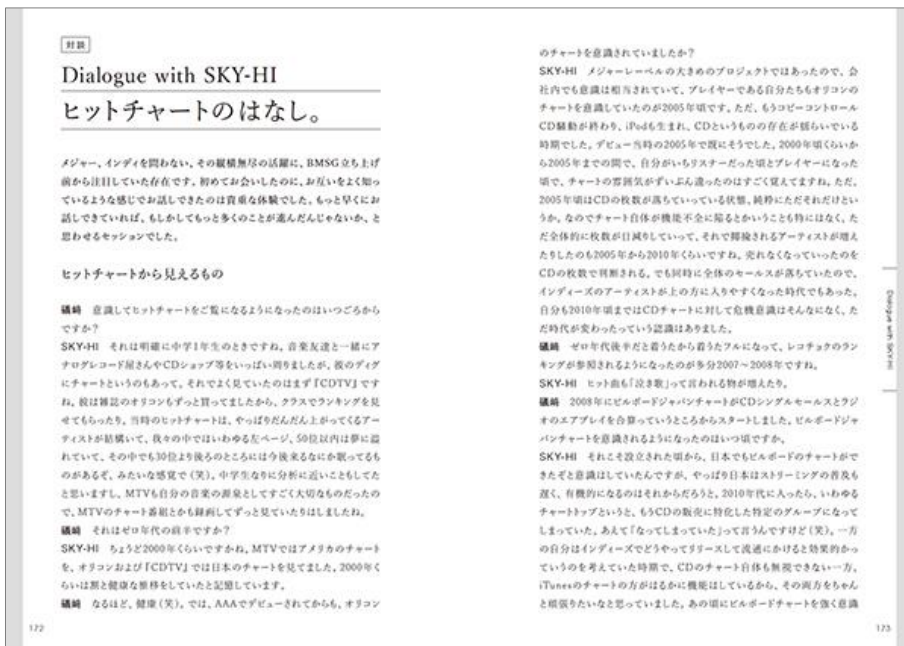 対談
Dialogue with SKY-HI
ヒットチャートのはなし。
メジャー、インディを問わない、その縦横無尽の活躍に、BMSG立ち上げ
前から注目していた存在です。初めてお会いしたのに、お互いをよく知っ
ているような感じでお話しできたのは貴重な体験でした。もっと早くにお
話しできていれば、もしかしてもっと多くのことが進んだんじゃないか、と
思わせるセッションでした。
ヒットチャートから見えるもの
礒﨑 意識してヒットチャートをご覧になるようになったのはいつごろから
ですか？
SKY-HI それは明確に中学1年生のときですね。音楽友達と一緒にア
ナログレコード屋さんやCDショップ等をいっぱい周りましたが、彼のディグ
にチャートというのもあって、それでよく見ていたのはまず『CDTV』です
ね。彼は雑誌のオリコンもずっと買ってましたから、クラスでランキングを見
せてもらったり。当時のヒットチャートは、やっぱりだんだん上がってくるアー
ティストが結構いて、我々の中ではいわゆる左ページ、50位以内は夢に溢
れていて、その中でも30位より後ろのところには今後来るなにか眠ってるも
のがあるぞ、みたいな感覚で（笑）。中学生なりに分析に近いこともしてた
と思いますし、MTVも自分の音楽の源泉としてすごく大切なものだったの
で、MTVのチャート番組とかも録画してずっと見ていたりはしましたね。
礒﨑 それはゼロ年代の前半ですか？
SKY-HI ちょうど2000年くらいですかね。MTVではアメリカのチャート
を、オリコンおよび『CDTV』では日本のチャートを見てました。2000年く
らいは割と健康な推移をしていたと記憶しています。
礒﨑 なるほど、健康（笑）。では、AAAでデビューされてからも、オリコン
172
のチャートを意識されていましたか？
SKY-HI メジャーレーベルの大きめのプロジェクトではあったので、会
社内でも意識は相当されていて、プレイヤーである自分たちもオリコンの
チャートを意識していたのが2005年頃です。ただ、もうコピーコントロール
CD騒動が終わり、iPodも生まれ、CDというものの存在が揺らいでいる
時期でした。デビュー当時の2005年で既にそうでした。2000年頃くらいか
ら2005年までの間で、自分がいちリスナーだった頃とプレイヤーになった
頃で、チャートの雰囲気がずいぶん違ったのはすごく覚えてますね。ただ、
2005年頃はCDの枚数が落ちていっている状態、純粋にただそれだけとい
うか。なのでチャート自体が機能不全に陥るとかいうことも特にはなく、た
だ全体的に枚数が目減りしていって、それで揶揄されるアーティストが増え
たりしたのも2005年から2010年くらいですね。売れなくなっていったのを
CDの枚数で判断される。でも同時に全体のセールスが落ちていたので、
インディーズのアーティストが上の方に入りやすくなった時代でもあった。
自分も2010年頃まではCDチャートに対して危機意識はそんなになく、た
だ時代が変わったっていう認識はありました。
礒﨑 ゼロ年代後半だと着うたから着うたフルになって、レコチョクのラン
キングが参照されるようになったのが多分2007〜2008年ですね。
SKY-HI ヒット曲も「泣き歌」って言われる物が増えたり。
礒﨑 2008年にビルボードジャパンチャートがCDシングルセールスとラジ
オのエアプレイを合算っていうところからスタートしました。ビルボードジャ
パンチャートを意識されるようになったのはいつ頃ですか。
SKY-HI それこそ設立された頃から、日本でもビルボードのチャートがで
きたぞと意識はしていたんですが、やっぱり日本はストリーミングの普及も
遅く、有機的になるのはそれからだろうと。2010年代に入ったら、いわゆる
チャートトップというと、もうCDの販売に特化した特定のグループになって
しまっていた。あえて「なってしまっていた」って言うんですけど（笑）。一方
の自分はインディーズでどうやってリリースして流通にかけると効果的かっ
ていうのを考えていた時期で、CDのチャート自体も無視できない一方、
iTunesのチャートの方がはるかに機能はしているから、その両方をちゃん
と頑張りたいなと思っていました。あの頃にビルボードチャートを強く意識
Dialogue with SKY-HI
173